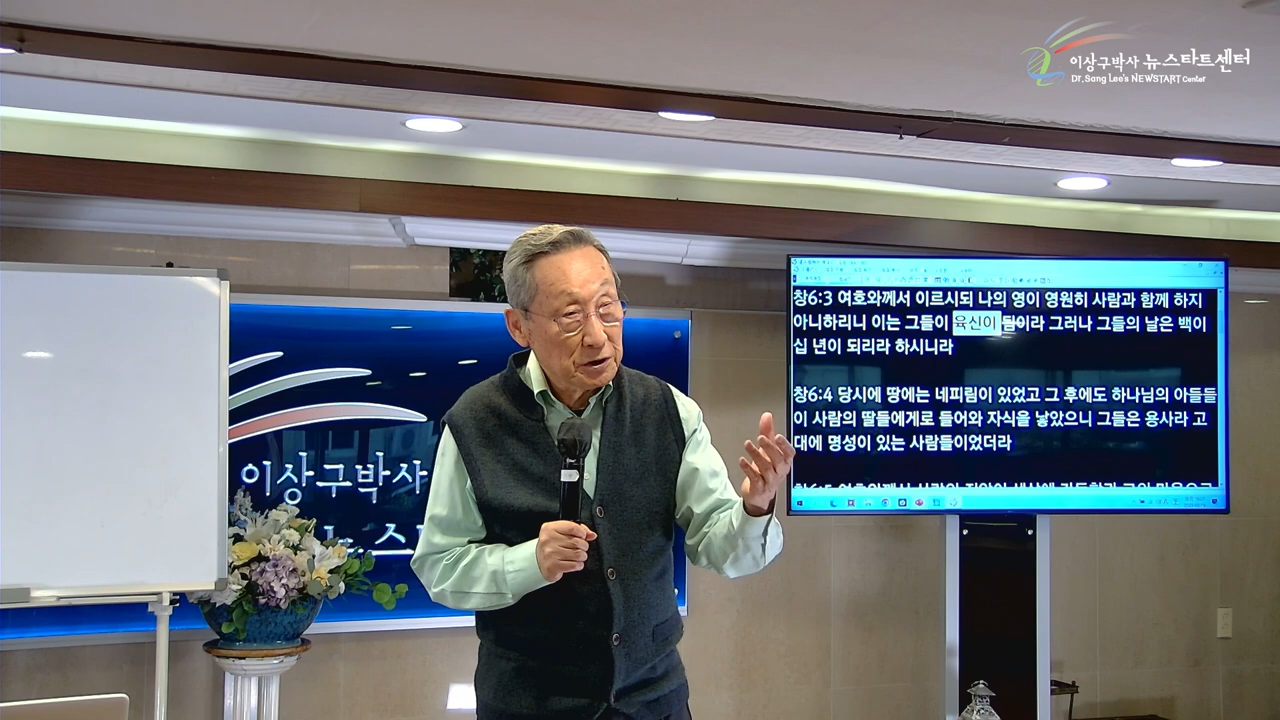 이상구박사 뉴스타트센터
Dr. Sang Lee's NEWSTART Center
창6:3 여호와께서 이르시되 나의 영이 영원히 사람과 함께 하지
아니하리니 이는 그들이 육신이 됨이라 그러나 그들의 날은 백이
십 년이 되리라 하시니라
창6:4 당시에 땅에는 네피림이 있었고 그 후에도 하나님의 아들들
이 사람의 딸들에게로 들어와 자식을 낳았으니 그들은 용사라 고
대에 명성이 있는 사람들이었더라
이상구박사
뉴스